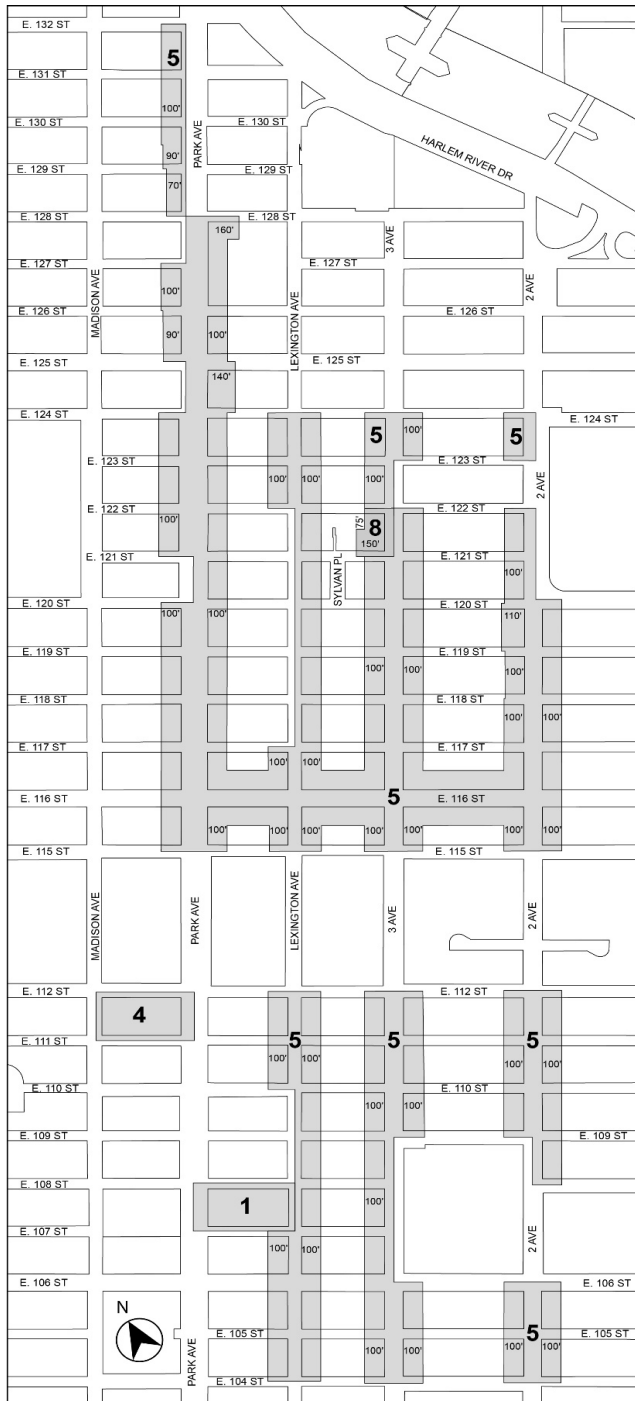 E. 132 ST
5
E. 131 ST
100'
E. 130 ST
E. 130 ST
PARK AVE
HARLEM RIVER DR
90'
E. 129 ST
E. 129 ST
70'
E. 128 ST
E. 128 ST
160'
3 AVE
E. 127 ST
E. 127 ST
MADISON AVE
100'
LEXINGTON AVE
2 AVE
E. 126 ST
E. 126 ST
90'
100'
E. 125 ST
E. 125 ST
140'
E. 124 ST
E. 124 ST
5
100'
5
E. 123 ST
E. 123 ST
100'
100'
100'
2 AVE
E. 122 ST
E. 122 ST
100'
75'
8
150'
E. 121 ST
E. 121 ST
SYLVAN PL
100'
E. 120 ST
E. 120 ST
100'
100'
110'
E. 119 ST
E. 119 ST
100'
100'
100'
E. 118 ST
E. 118 ST
100'
100'
E. 117 ST
E. 117 ST
100'
100'
E. 116 ST
5
E. 116 ST
100'
100'
100'
100'
100'
100'
100'
E. 115 ST
E. 115 ST
MADISON AVE
PARK AVE
LEXINGTON AVE
3 AVE
2 AVE
E. 112 ST
E. 112 ST
4
5
5
5
E. 111 ST
100'
100'
100'
100'
E. 110 ST
E. 110 ST
100'
100'
E. 109 ST
E. 109 ST
E. 108 ST
1
100'
E. 107 ST
100'
100'
2 AVE
E. 106 ST
E. 106 ST
N
E. 105 ST
5
E. 105 ST
100'
100'
100'
100'
PARK AVE
E. 104 ST